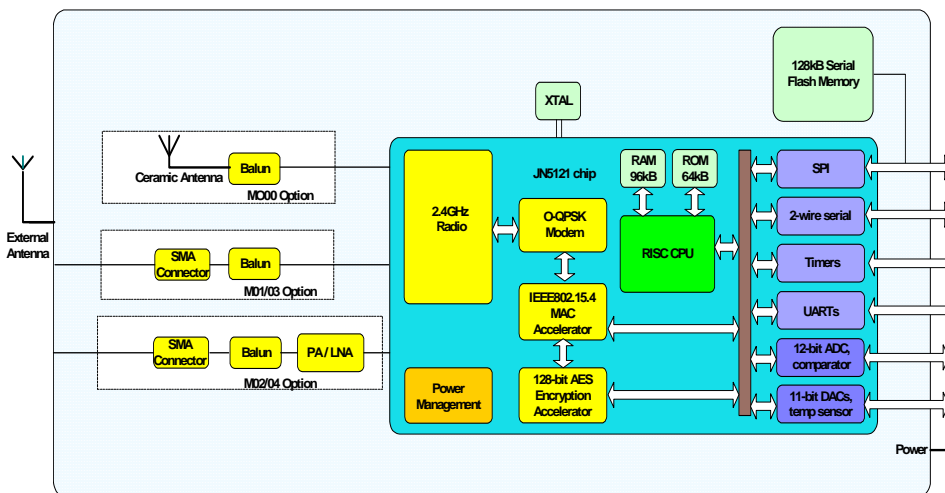 128kB Serial
Flash Memory
XTAL
Ceramic Antenna
Balun
MO00 Option
External
Antenna
SMA
Connector
Balun
M01/03 Option
SMA
Connector
Balun
PA / LNA
M02/04 Option
JN5121 chip
2.4GHz
Radio
O-QPSK
Modem
IEEE802.15.4
MAC
Accelerator
128-bit AES
Encryption
Accelerator
Power
Management
RAM
96kB
ROM
64kB
RISC CPU
SPI
2-wire serial
Timers
UARTs
12-bit ADC,
comparator
11-bit DACs,
temp sensor
Power